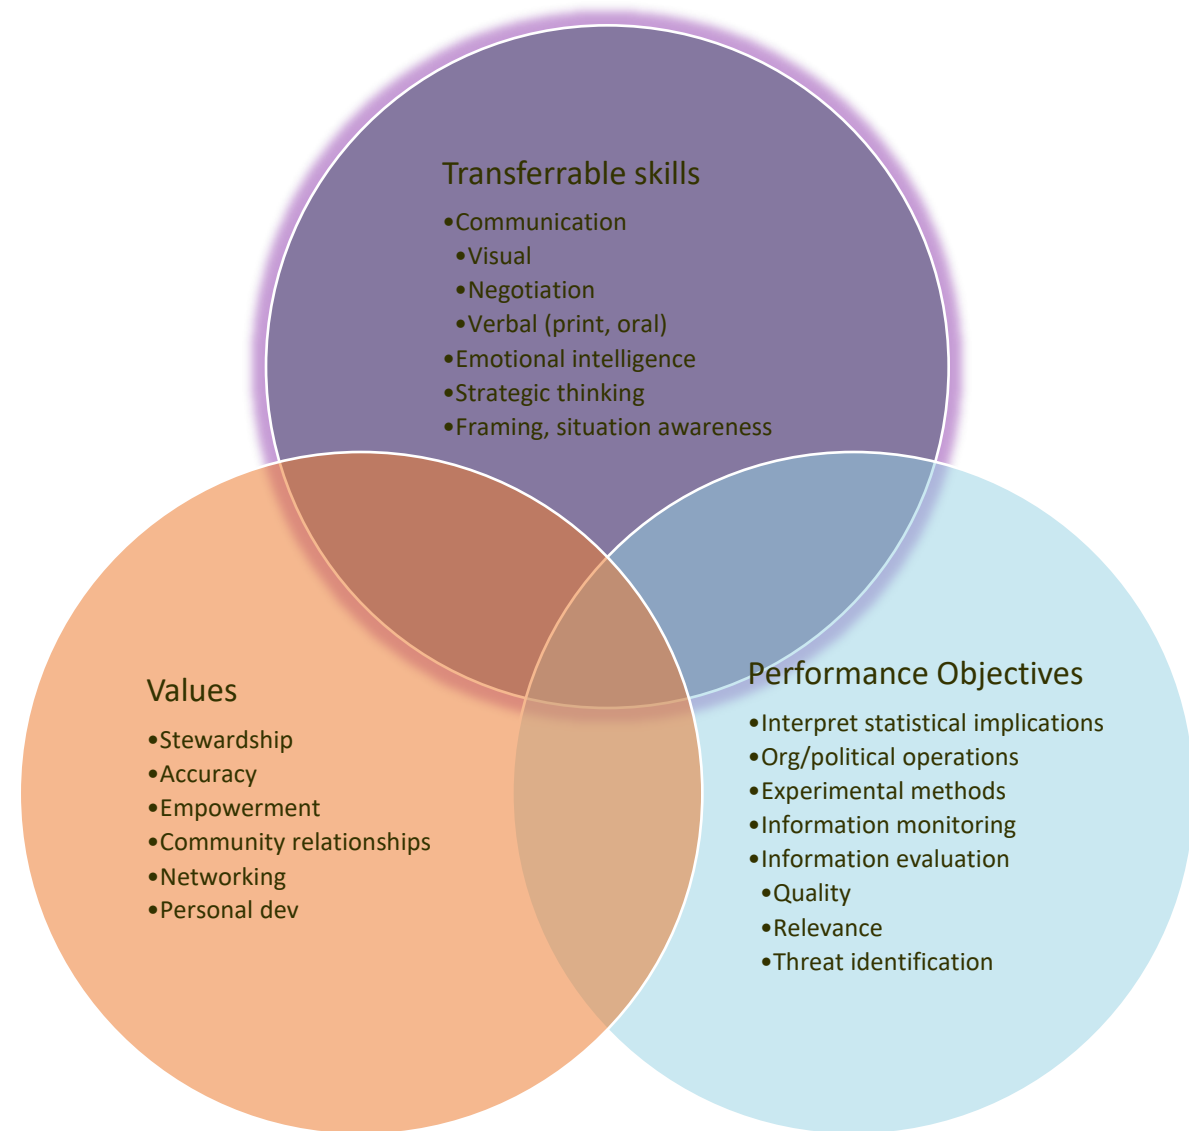 Transferrable skills
•Communication
•Visual
•Negotiation
•Verbal (print, oral)
•Emotional intelligence
•Strategic thinking
•Framing, situation awareness
Values
•Stewardship
•Accuracy
•Empowerment
•Community relationships
•Networking
•Personal dev
Performance Objectives
•Interpret statistical implications
•Org/political operations
•Experimental methods
•Information monitoring
•Information evaluation
•Quality
•Relevance
•Threat identification